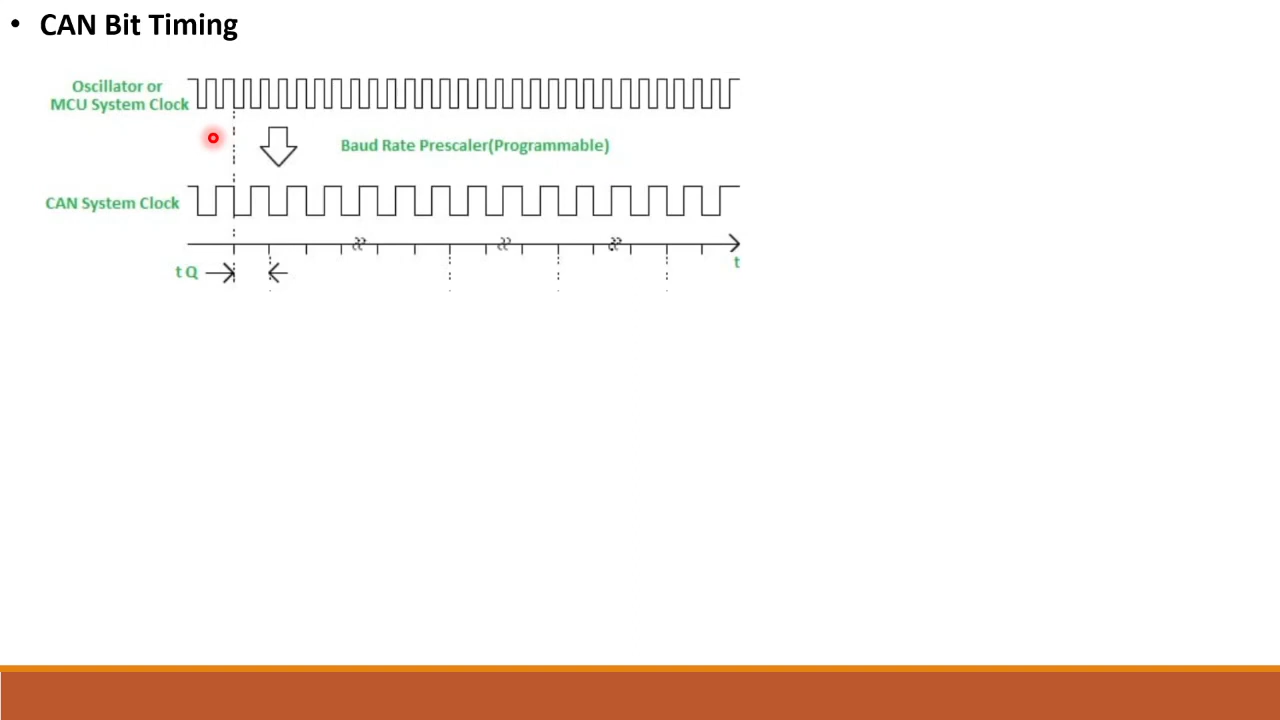 • CAN Bit Timing
Oscillator or
MCU System Clock
Baud Rate Prescaler(Programmable)
CAN System Clock
t Q
t